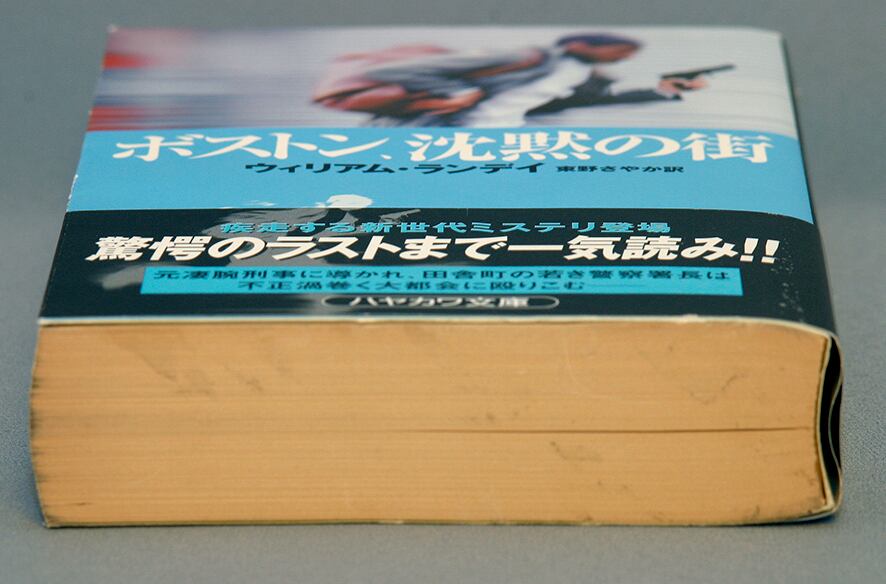 ボストン、沈黙の街
ウィリアム・ランデイ 東野さやか訳
疾走する新世代ミステリ登場
驚愕のラストまで一気読み!!
元凄腕刑事に導かれ、田舎町の若き警察署長は
不正渦巻く大都会に殴りこむ――
ハヤカワ文庫